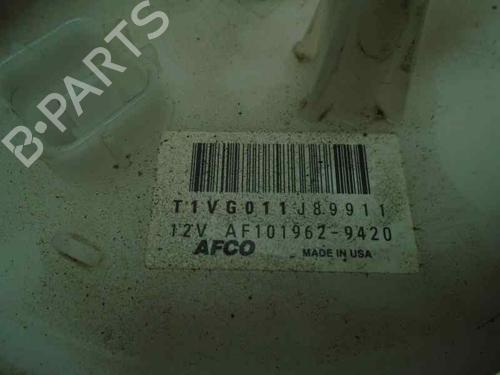 B-PARTS
T1VG011J89911
12V AF101962-9420
AFCO MADE IN USA